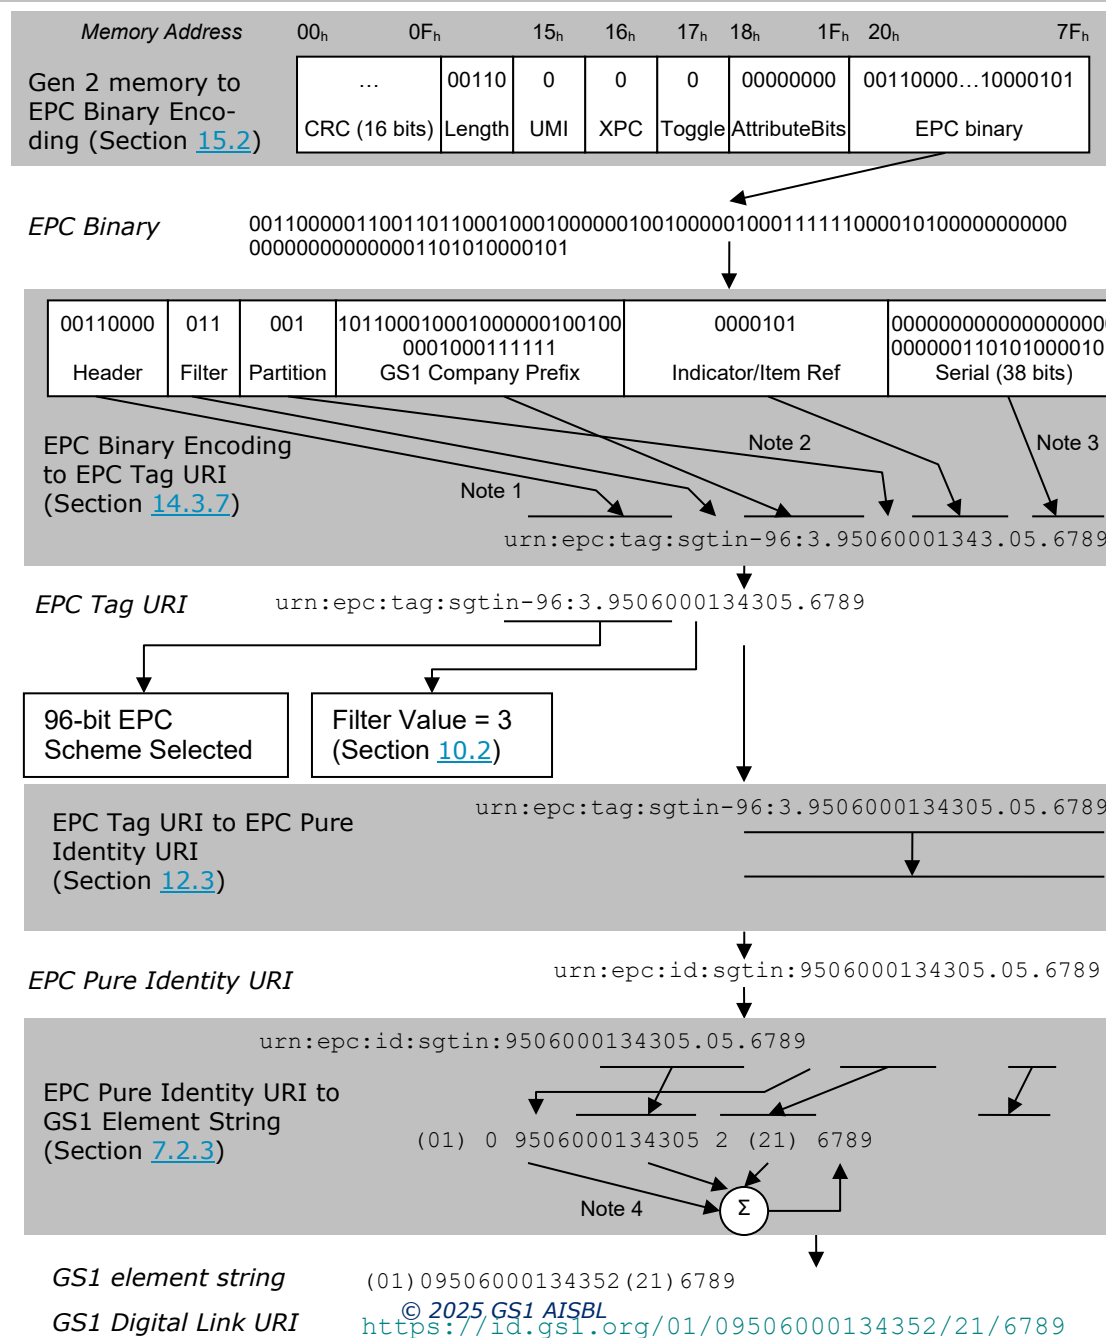 Memory Address 00h 0Fh 15h 16h 17h 18h 1Fh 20h 7Fh
Gen 2 memory to
EPC Binary Enco-
ding (Section 15.2)
… 00110 0 0 0 00000000 00110000…10000101
CRC (16 bits) Length UMI XPC Toggle AttributeBits EPC binary
EPC Binary
001100000110011011000100010000001001000001000111111000010100000000000
000000000000001101010000101
00110000 011 001 101100010001000000100100 0000101 0000000000000000000
0001000111111 000000110101000010
Header Filter Partition GS1 Company Prefix Indicator/Item Ref Serial (38 bits)
EPC Binary Encoding
to EPC Tag URI
(Section 14.3.7)
Note 1
Note 2
Note 3
urn:epc:tag:sgtin-96:3.95060001343.05.6789
EPC Tag URI urn:epc:tag:sgtin-96:3.9506000134305.6789
96-bit EPC
Scheme Selected
Filter Value = 3
(Section 10.2)
urn:epc:tag:sgtin-96:3.9506000134305.05.6789
EPC Tag URI to EPC Pure
Identity URI
(Section 12.3)
EPC Pure Identity URI urn:epc:id:sgtin:9506000134305.05.6789
urn:epc:id:sgtin:9506000134305.05.6789
EPC Pure Identity URI to
GS1 Element String
(Section 7.2.3)
(01) 0 9506000134305 2 (21) 6789
Note 4
Σ
GS1 element string (01)09506000134352(21)6789
© 2025 GS1 AISBL
GS1 Digital Link URI https://id.gs1.org/01/09506000134352/21/6789